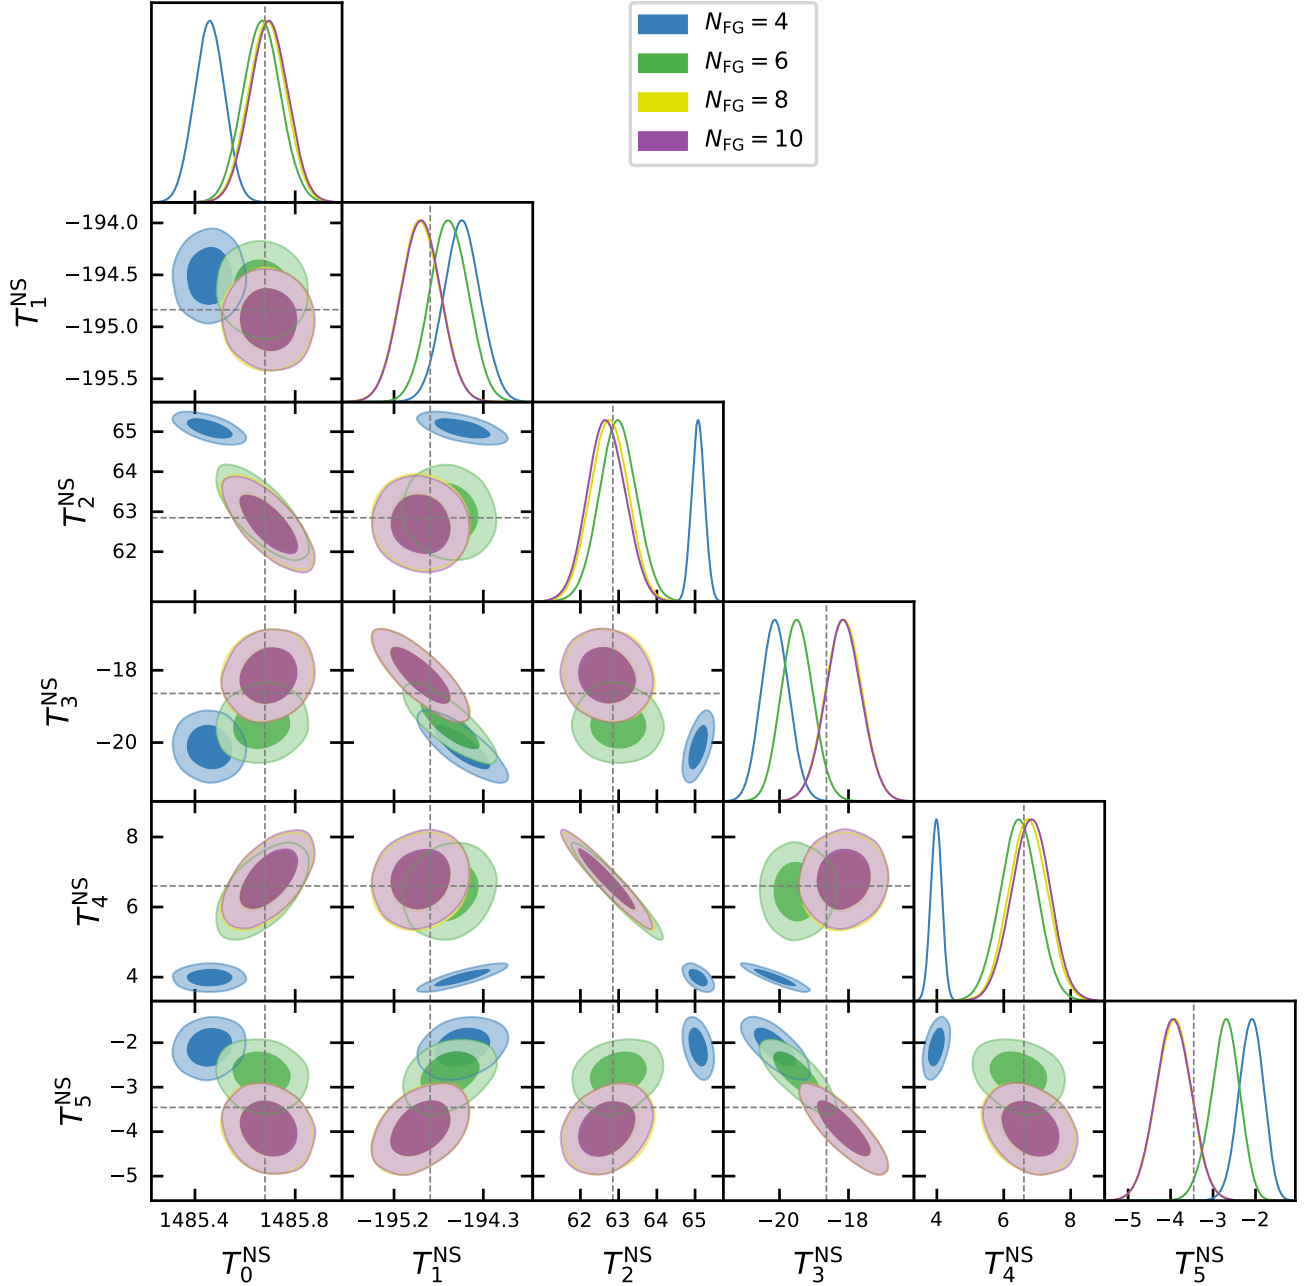 N_FG = 4
N_FG = 6
N_FG = 8
N_FG = 10
−194.0
−194.5
−195.0
−195.5
T_1^NS
65
64
63
62
T_2^NS
−18
−20
T_3^NS
8
6
4
T_4^NS
−2
−3
−4
−5
T_5^NS
1485.4 1485.8 −195.2 −194.3 62 63 64 65 −20 −18 4 6 8 −5 −4 −3 −2
T_0^NS T_1^NS T_2^NS T_3^NS T_4^NS T_5^NS